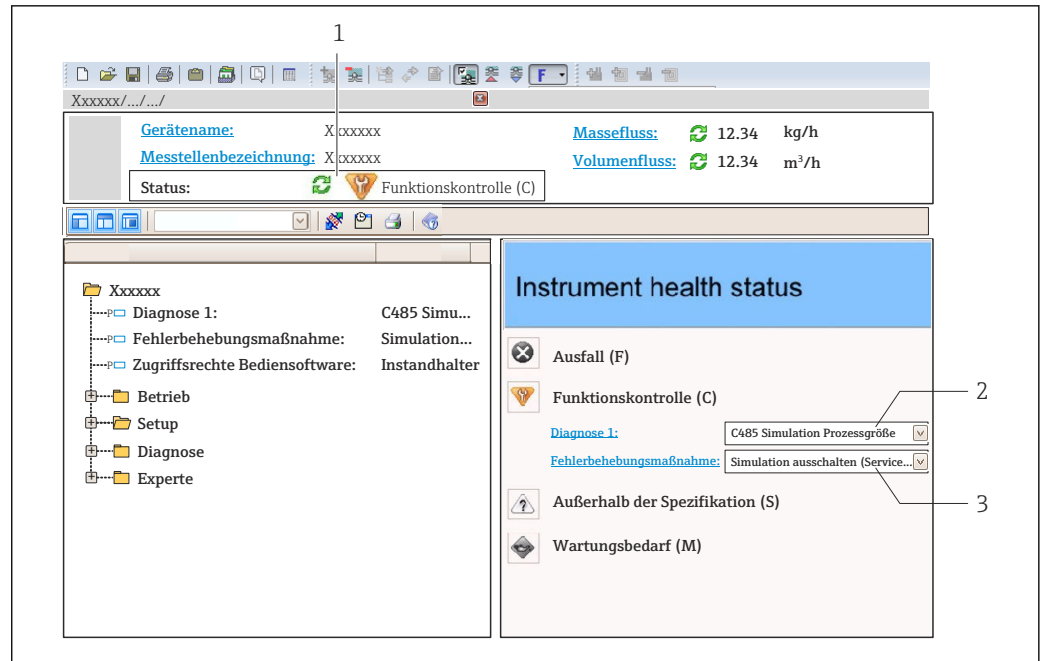 1
F
Xxxxxx/.../.../
Gerätename: Xxxxxxx Massefluss: 12.34 kg/h
Messstellenbezeichnung: Xxxxxxx Volumenfluss: 12.34 m³/h
Status: Funktionskontrolle (C)
Xxxxxx
P Diagnose 1: C485 Simu...
P Fehlerbehebungsmaßnahme: Simulation...
P Zugriffsrechte Bediensoftware: Instandhalter
Betrieb
Setup
Diagnose
Experte
Instrument health status
Ausfall (F)
Funktionskontrolle (C)
2
Diagnose 1: C485 Simulation Prozessgröße
Fehlerbehebungsmaßnahme: Simulation ausschalten (Service...
Außerhalb der Spezifikation (S)
3
Wartungsbedarf (M)